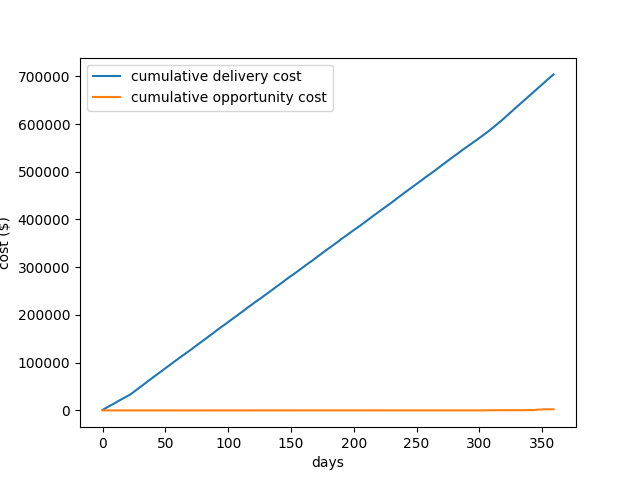 cumulative delivery cost
cumulative opportunity cost
700000
600000
500000
400000
300000
200000
100000
0
cost ($)
0 50 100 150 200 250 300 350
days